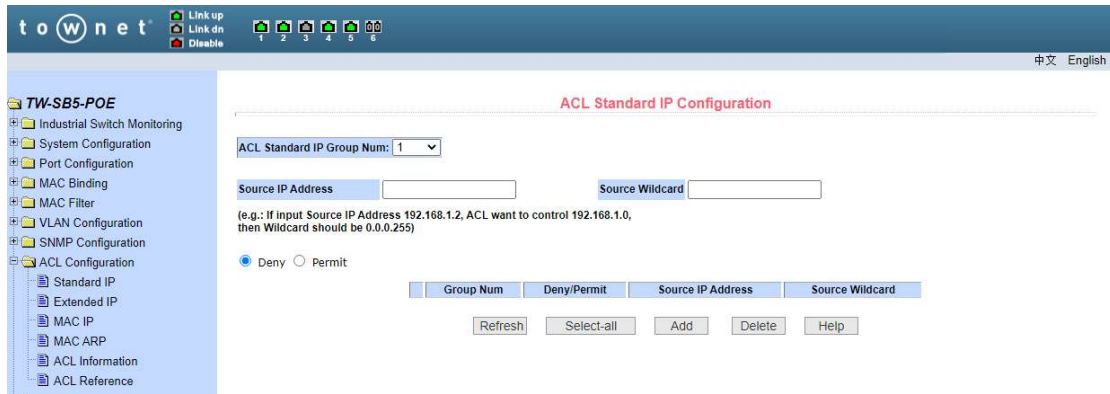 townet
Link up
Link dn
Disable
1 2 3 4 5 6
中文 English
TW-SB5-POE
Industrial Switch Monitoring
System Configuration
Port Configuration
MAC Binding
MAC Filter
VLAN Configuration
SNMP Configuration
ACL Configuration
Standard IP
Extended IP
MAC IP
MAC ARP
ACL Information
ACL Reference
ACL Standard IP Configuration
ACL Standard IP Group Num: 1
Source IP Address Source Wildcard
(e.g.: If input Source IP Address 192.168.1.2, ACL want to control 192.168.1.0,
then Wildcard should be 0.0.0.255)
Deny Permit
Group Num Deny/Permit Source IP Address Source Wildcard
Refresh Select-all Add Delete Help